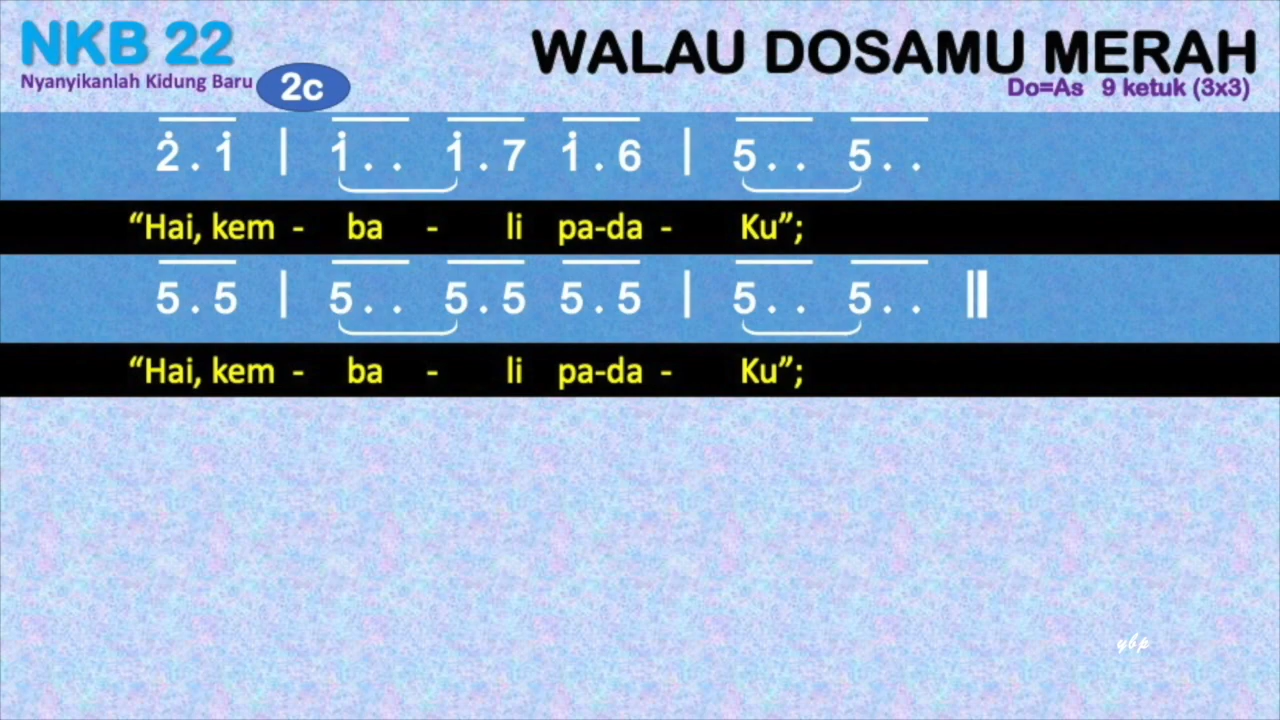 NKB 22
Nyanyikanlah Kidung Baru
2c
WALAU DOSAMU MERAH
Do=As 9 ketuk (3x3)
2̇ . 1̇ | 1̇ . . 1̇ . 7 1̇ . 6 | 5 . . 5 . .
“Hai, kem - ba - li pa-da - Ku”;
5 . 5 | 5 . . 5 . 5 5 . 5 | 5 . . 5 . . ||
“Hai, kem - ba - li pa-da - Ku”;
ybp